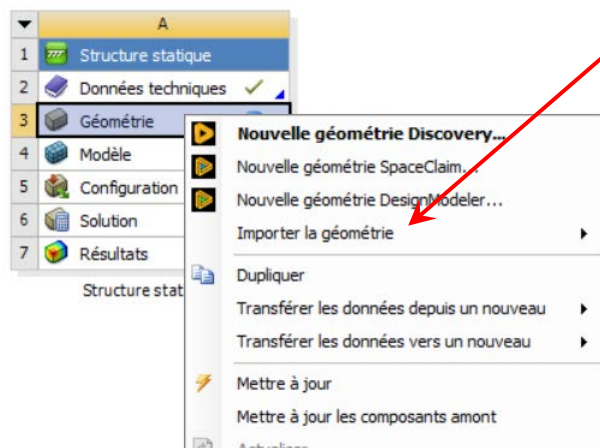 A
1 Structure statique
2 Données techniques
3 Géométrie
4 Modèle
5 Configuration
6 Solution
7 Résultats
Structure stat
Nouvelle géométrie Discovery...
Nouvelle géométrie SpaceClaim...
Nouvelle géométrie DesignModeler...
Importer la géométrie
Dupliquer
Transférer les données depuis un nouveau
Transférer les données vers un nouveau
Mettre à jour
Mettre à jour les composants amont